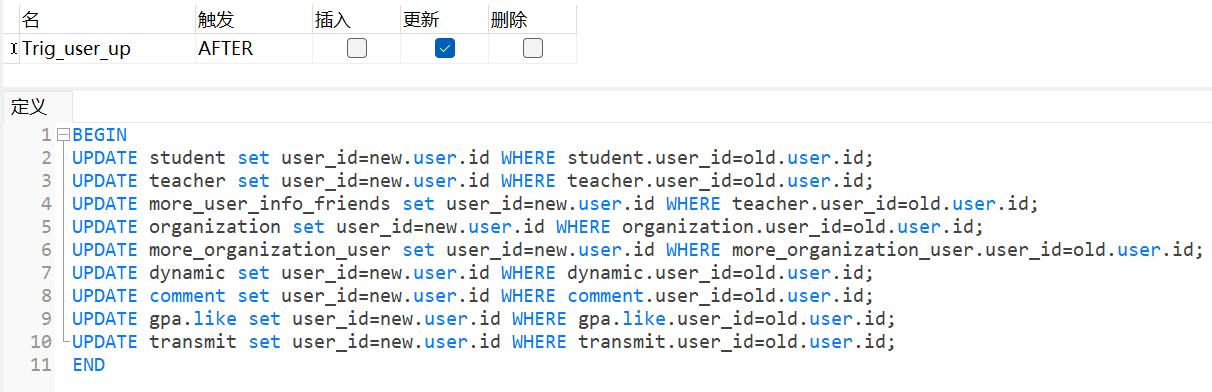 名 触发 插入 更新 删除
Trig_user_up AFTER
定义
1 BEGIN
2 UPDATE student set user_id=new.user.id WHERE student.user_id=old.user.id;
3 UPDATE teacher set user_id=new.user.id WHERE teacher.user_id=old.user.id;
4 UPDATE more_user_info_friends set user_id=new.user.id WHERE teacher.user_id=old.user.id;
5 UPDATE organization set user_id=new.user.id WHERE organization.user_id=old.user.id;
6 UPDATE more_organization_user set user_id=new.user.id WHERE more_organization_user.user_id=old.user.id;
7 UPDATE dynamic set user_id=new.user.id WHERE dynamic.user_id=old.user.id;
8 UPDATE comment set user_id=new.user.id WHERE comment.user_id=old.user.id;
9 UPDATE gpa.like set user_id=new.user.id WHERE gpa.like.user_id=old.user.id;
10 UPDATE transmit set user_id=new.user.id WHERE transmit.user_id=old.user.id;
11 END